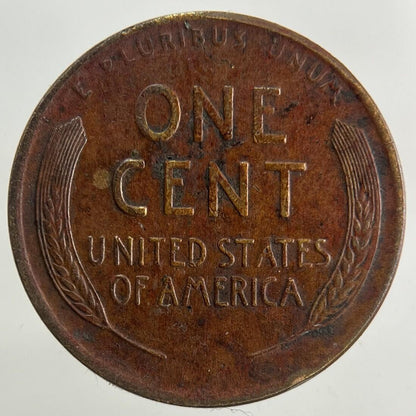 E PLURIBUS UNUM
ONE
CENT
UNITED STATES
OF AMERICA